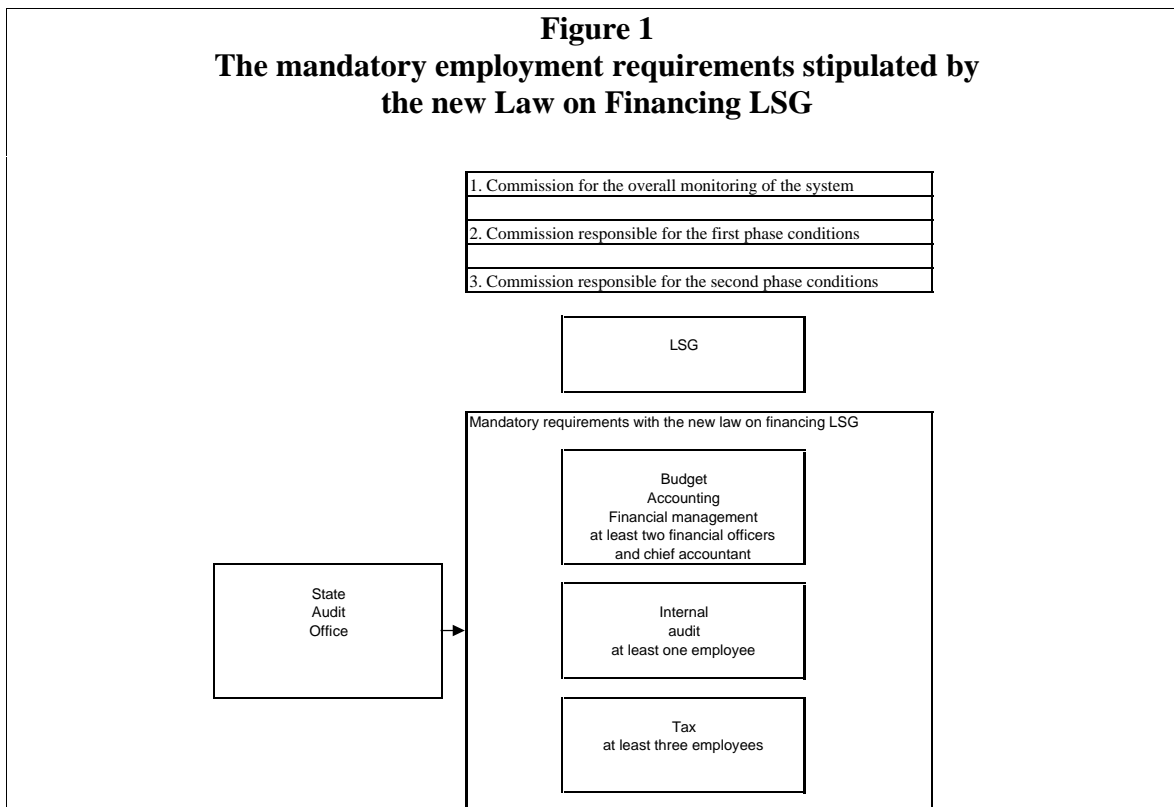 Figure 1
The mandatory employment requirements stipulated by
the new Law on Financing LSG
1. Commission for the overall monitoring of the system
2. Commission responsible for the first phase conditions
3. Commission responsible for the second phase conditions
LSG
Mandatory requirements with the new law on financing LSG
Budget
Accounting
Financial management
at least two financial officers
and chief accountant
State
Audit
Office
Internal
audit
at least one employee
Tax
at least three employees